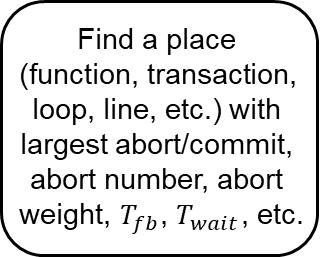 Find a place
(function, transaction,
loop, line, etc.) with
largest abort/commit,
abort number, abort
weight, T_fb, T_wait, etc.